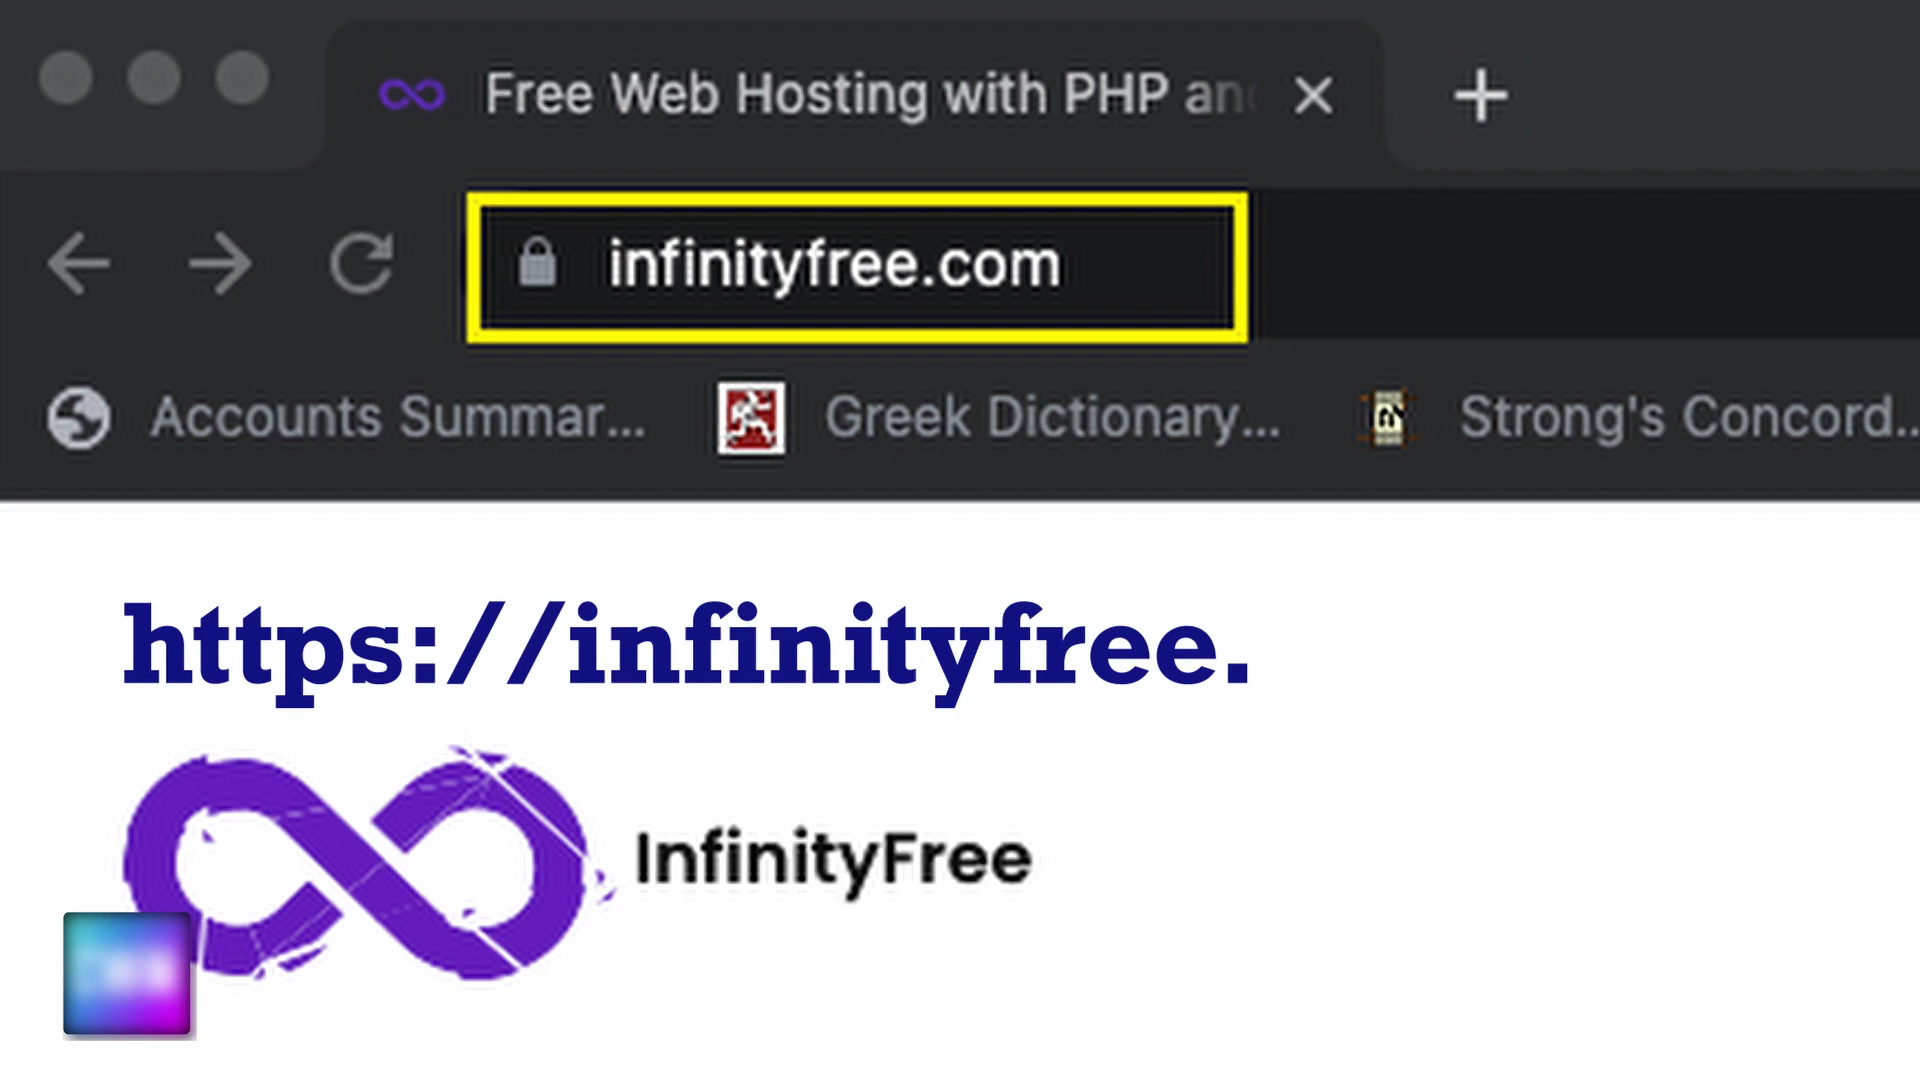 Free Web Hosting with PHP an
infinityfree.com
Accounts Summar... Greek Dictionary... Strong's Concord..
https://infinityfree.
InfinityFree